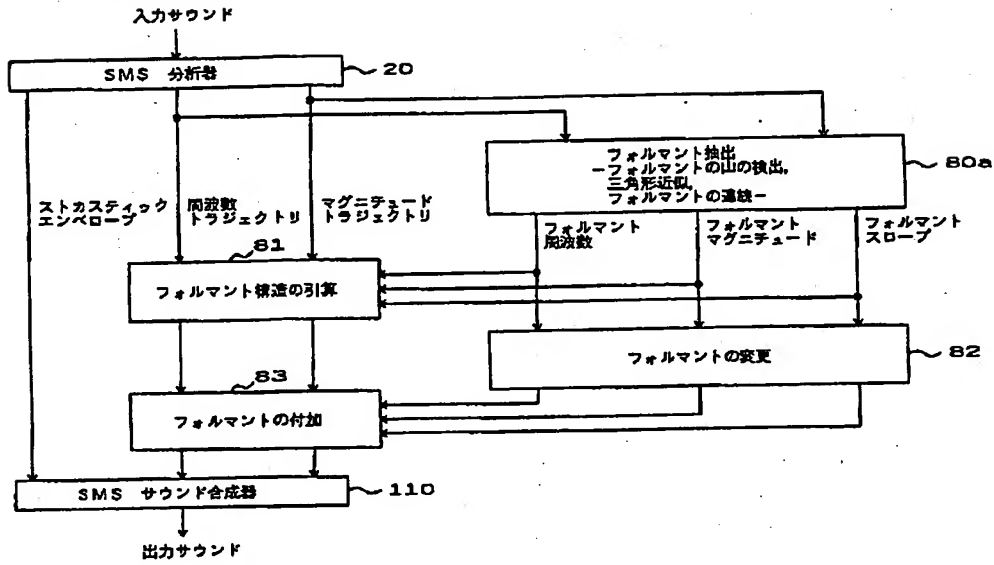 入力サウンド
SMS 分析器
20
フォルマント抽出
−フォルマントの山の検出,
三角形近似,
フォルマントの連続−
80a
ストカスティック
エンベロープ
周波数
トラジェクトリ
マグニチュード
トラジェクトリ
フォルマント
周波数
フォルマント
マグニチュード
フォルマント
スロープ
81
フォルマント構造の引算
フォルマントの変更
82
83
フォルマントの付加
SMS サウンド合成器
110
出力サウンド